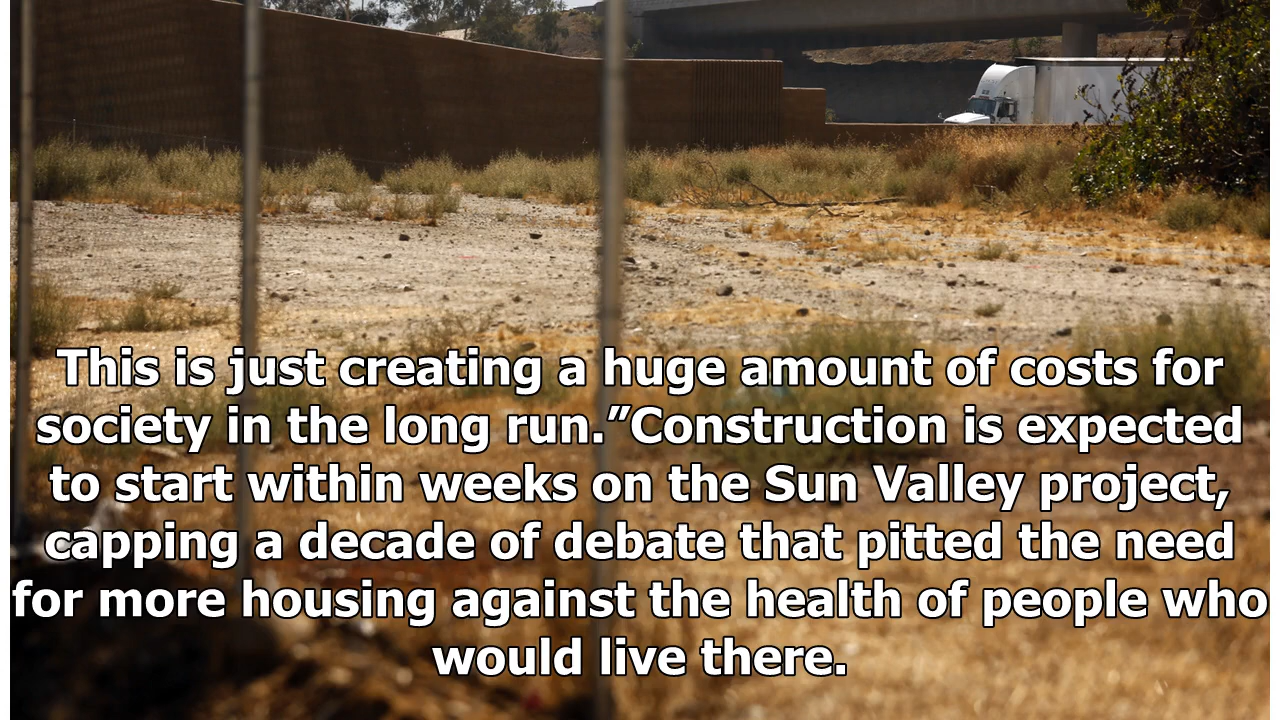 This is just creating a huge amount of costs for
society in the long run.”Construction is expected
to start within weeks on the Sun Valley project,
capping a decade of debate that pitted the need
for more housing against the health of people who
would live there.